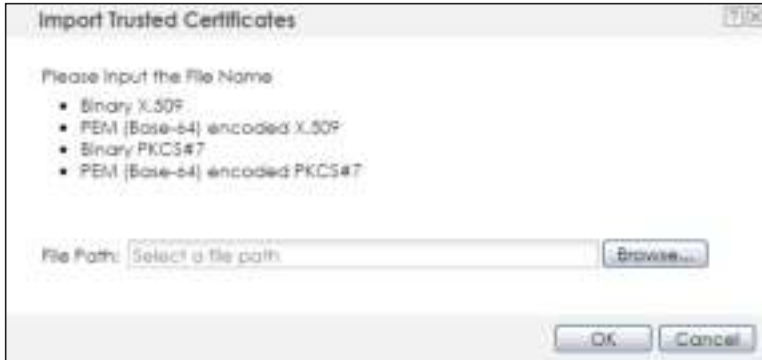 Import Trusted Certificates
Please Input the File Name
• Binary X.509
• PEM (Base-64) encoded X.509
• Binary PKCS#7
• PEM (Base-64) encoded PKCS#7
File Path: Select a file path Browse...
OK Cancel